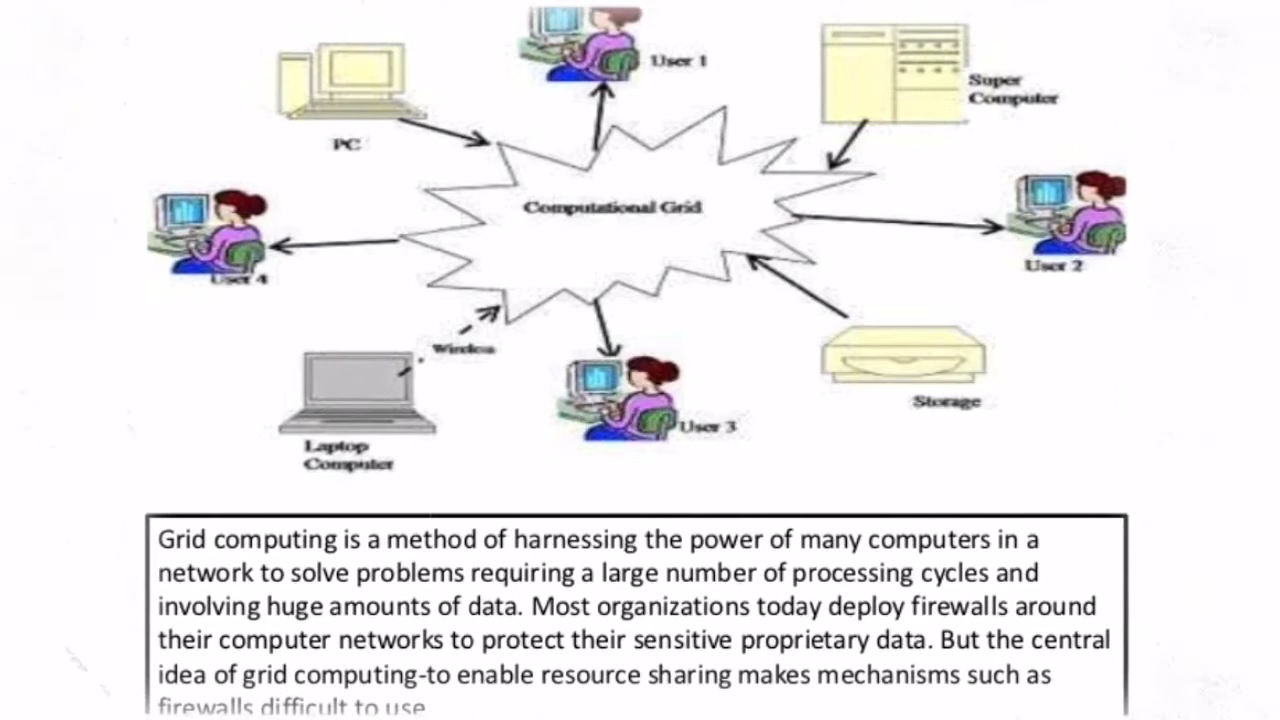 User 1
Super
Computer
PC
Computational Grid
User 4
User 2
Wireless
Storage
User 3
Laptop
Computer
Grid computing is a method of harnessing the power of many computers in a
network to solve problems requiring a large number of processing cycles and
involving huge amounts of data. Most organizations today deploy firewalls around
their computer networks to protect their sensitive proprietary data. But the central
idea of grid computing-to enable resource sharing makes mechanisms such as
firewalls difficult to use